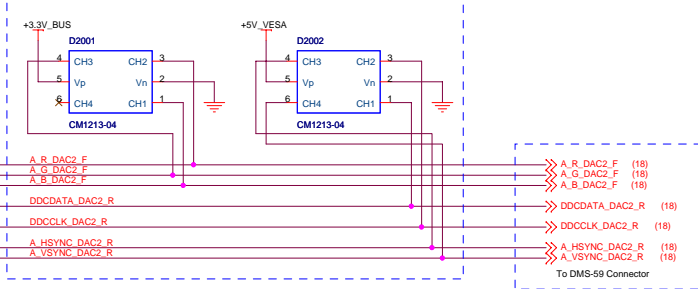 +3.3V_BUS
+5V_VESA
D2001
D2002
4 CH3 CH2 3
4 CH3 CH2 3
5 Vp Vn 2
5 Vp Vn 2
6 CH4 CH1 1
6 CH4 CH1 1
CM1213-04
CM1213-04
A_R_DAC2_F
A_R_DAC2_F (18)
A_G_DAC2_F
A_G_DAC2_F (18)
A_B_DAC2_F
A_B_DAC2_F (18)
DDCDATA_DAC2_R
DDCDATA_DAC2_R (18)
DDCCLK_DAC2_R
DDCCLK_DAC2_R (18)
A_HSYNC_DAC2_R
A_HSYNC_DAC2_R (18)
A_VSYNC_DAC2_R
A_VSYNC_DAC2_R (18)
To DMS-59 Connector